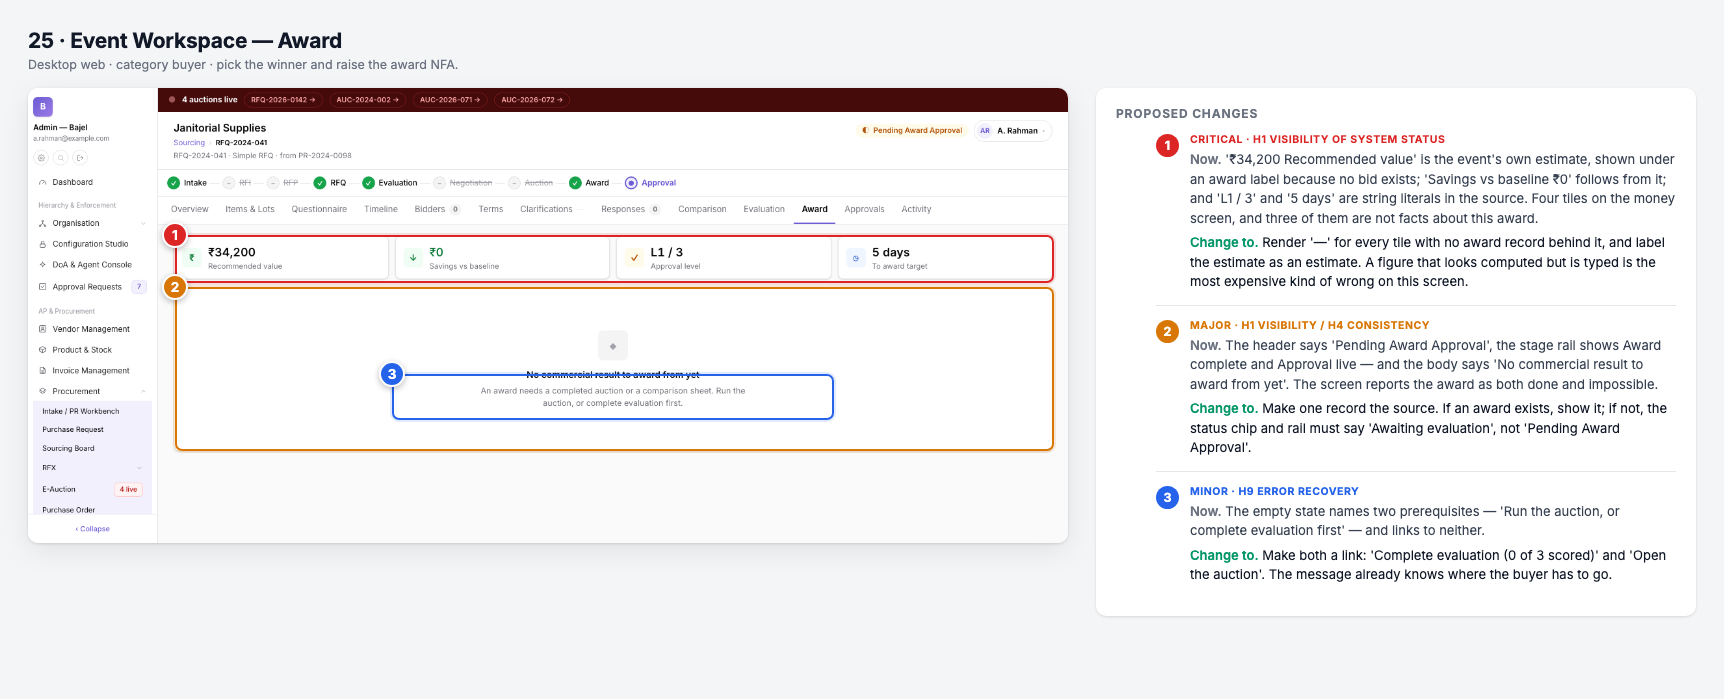 25 · Event Workspace — Award
Desktop web · category buyer · pick the winner and raise the award NFA.
B
Admin — Bajel
a.rahman@example.com
Dashboard
Hierarchy & Enforcement
Organisation
Configuration Studio
DoA & Agent Console
Approval Requests 7
AP & Procurement
Vendor Management
Product & Stock
Invoice Management
Procurement
Intake / PR Workbench
Purchase Request
Sourcing Board
RFX
E-Auction 4 live
Purchase Order
‹ Collapse
4 auctions live RFQ-2026-0142 → AUC-2024-002 → AUC-2026-071 → AUC-2026-072 →
Janitorial Supplies
Sourcing · RFQ-2024-041
RFQ-2024-041 · Simple RFQ · from PR-2024-0098
Pending Award Approval AR A. Rahman
Intake RFI RFP RFQ Evaluation Negotiation Auction Award Approval
Overview Items & Lots Questionnaire Timeline Bidders 0 Terms Clarifications Responses 0 Comparison Evaluation Award Approvals Activity
1
₹ ₹34,200
Recommended value
₹0
Savings vs baseline
L1 / 3
Approval level
5 days
To award target
2
3
No commercial result to award from yet
An award needs a completed auction or a comparison sheet. Run the
auction, or complete evaluation first.
PROPOSED CHANGES
1 CRITICAL · H1 VISIBILITY OF SYSTEM STATUS
Now. '₹34,200 Recommended value' is the event's own estimate, shown under
an award label because no bid exists; 'Savings vs baseline ₹0' follows from it;
and 'L1 / 3' and '5 days' are string literals in the source. Four tiles on the money
screen, and three of them are not facts about this award.
Change to. Render '—' for every tile with no award record behind it, and label
the estimate as an estimate. A figure that looks computed but is typed is the
most expensive kind of wrong on this screen.
2 MAJOR · H1 VISIBILITY / H4 CONSISTENCY
Now. The header says 'Pending Award Approval', the stage rail shows Award
complete and Approval live — and the body says 'No commercial result to
award from yet'. The screen reports the award as both done and impossible.
Change to. Make one record the source. If an award exists, show it; if not, the
status chip and rail must say 'Awaiting evaluation', not 'Pending Award
Approval'.
3 MINOR · H9 ERROR RECOVERY
Now. The empty state names two prerequisites — 'Run the auction, or
complete evaluation first' — and links to neither.
Change to. Make both a link: 'Complete evaluation (0 of 3 scored)' and 'Open
the auction'. The message already knows where the buyer has to go.